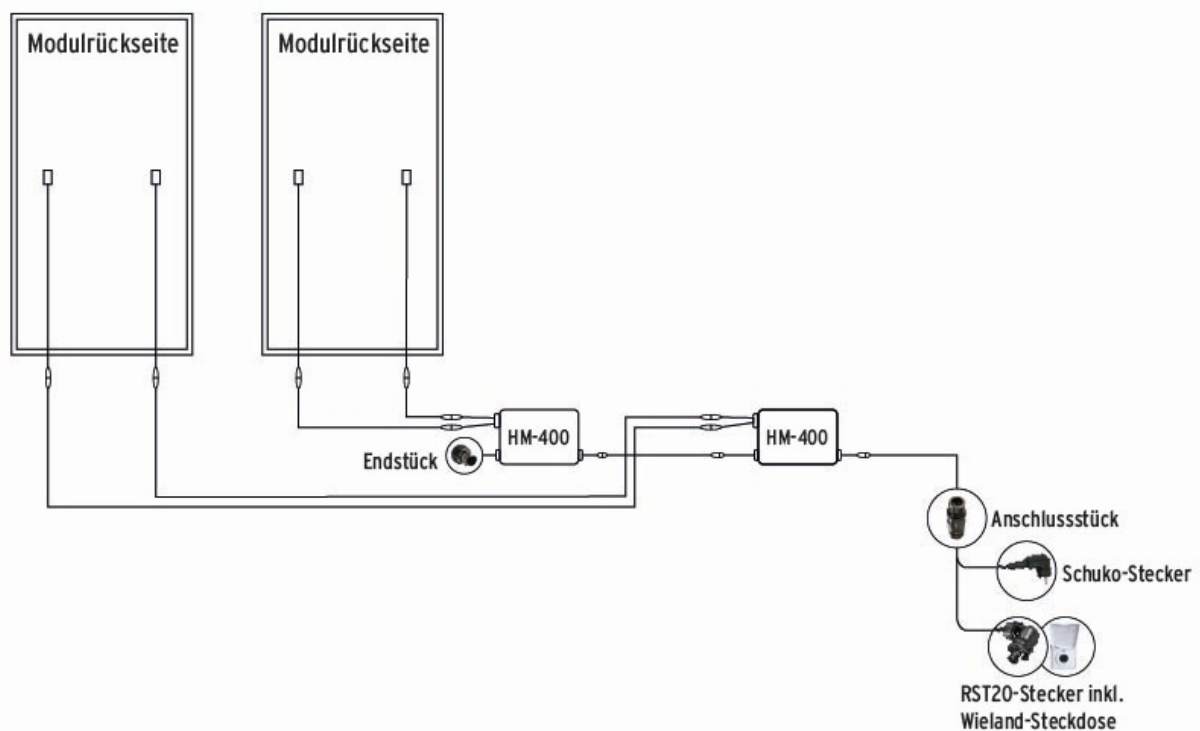 Modulrückseite
Modulrückseite
HM-400
HM-400
Endstück
Anschlussstück
Schuko-Stecker
RST20-Stecker inkl.
Wieland-Steckdose